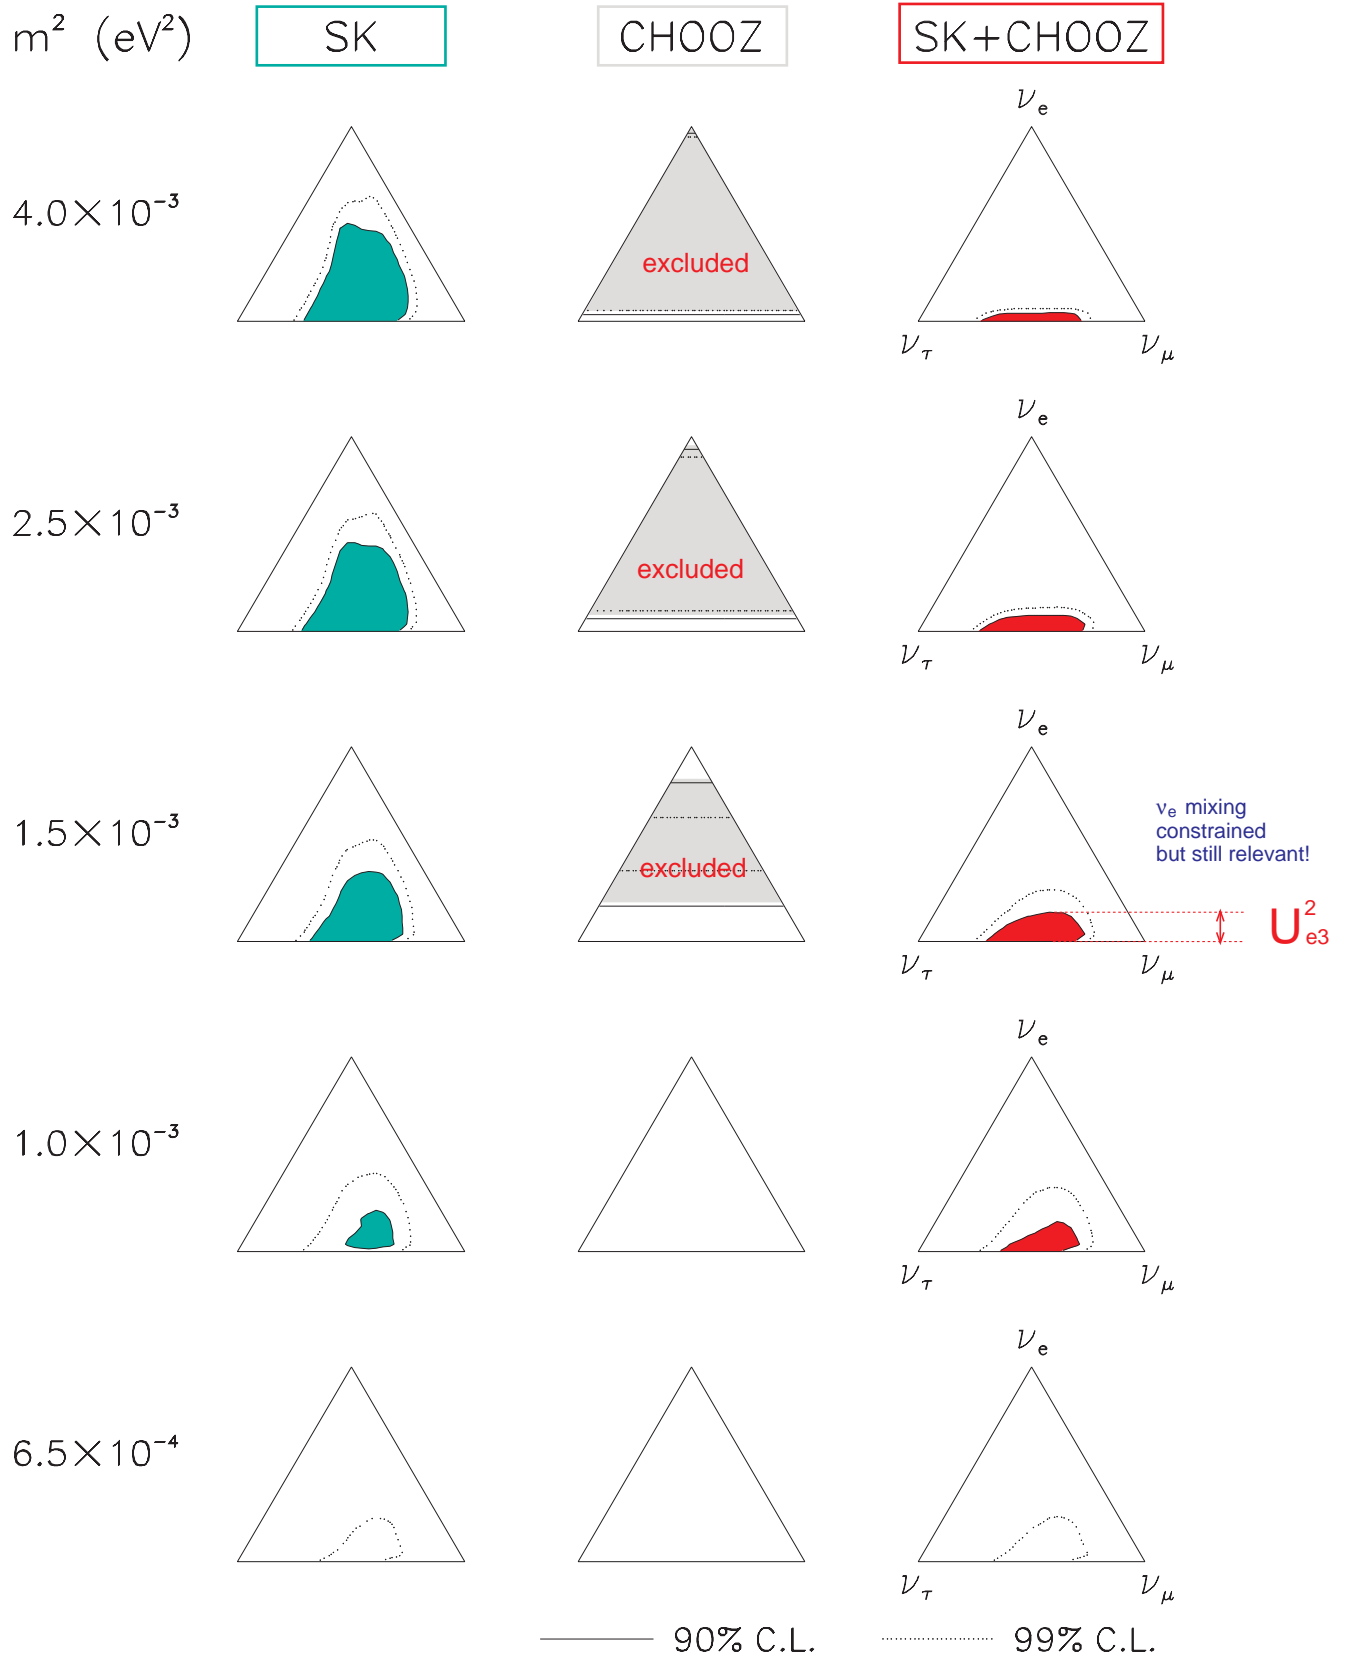 m² (eV²) SK CHOOZ SK+CHOOZ
ν_e
4.0×10⁻³
excluded
ν_τ ν_μ
ν_e
2.5×10⁻³
excluded
ν_τ ν_μ
ν_e
1.5×10⁻³
excluded
ν_e mixing
constrained
but still relevant!
U²_e3
ν_τ ν_μ
ν_e
1.0×10⁻³
ν_τ ν_μ
ν_e
6.5×10⁻⁴
ν_τ ν_μ
90% C.L. 99% C.L.